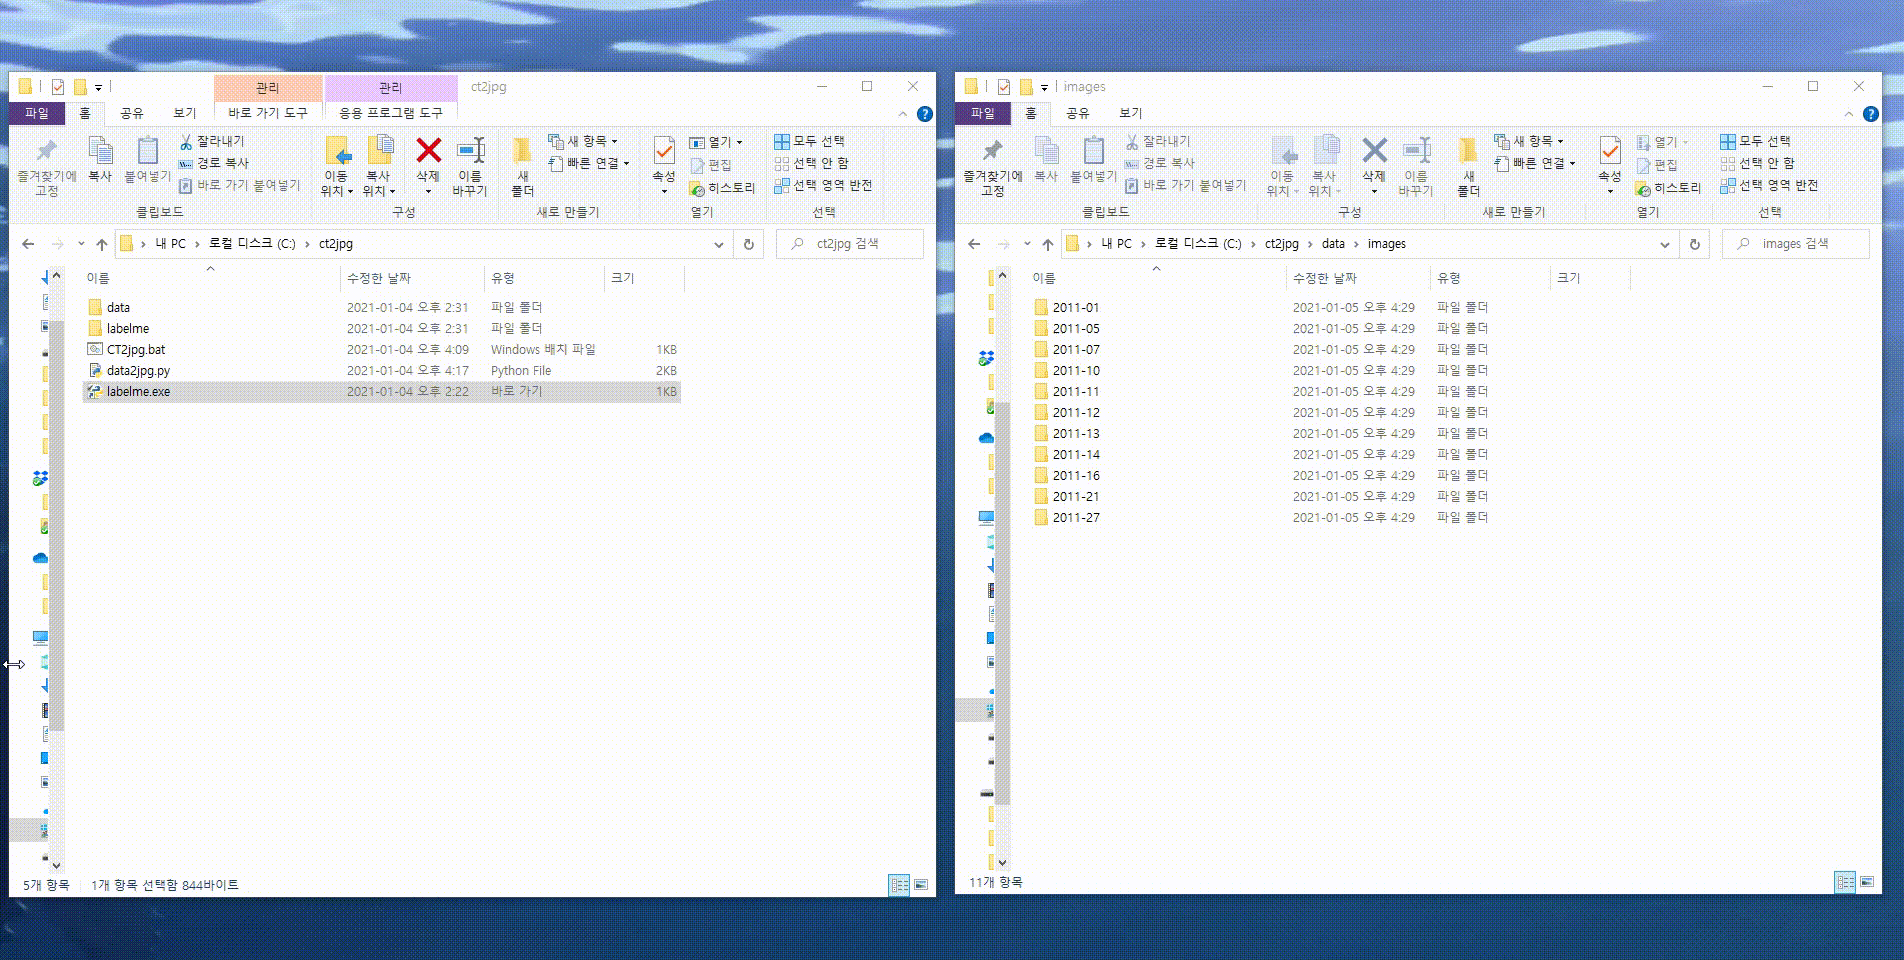 관리
관리
ct2jpg
파일
홈
공유
보기
바로 가기 도구
응용 프로그램 도구
즐겨찾기에
고정
복사
붙여넣기
잘라내기
경로 복사
바로 가기 붙여넣기
클립보드
이동
위치
복사
위치
삭제
이름
바꾸기
구성
새
폴더
새 항목
빠른 연결
새로 만들기
속성
열기
편집
히스토리
열기
모두 선택
선택 안 함
선택 영역 반전
선택
내 PC > 로컬 디스크 (C:) > ct2jpg
ct2jpg 검색
이름 수정한 날짜 유형 크기
data 2021-01-04 오후 2:31 파일 폴더
labelme 2021-01-04 오후 2:31 파일 폴더
CT2jpg.bat 2021-01-04 오후 4:09 Windows 배치 파일 1KB
data2jpg.py 2021-01-04 오후 4:17 Python File 2KB
labelme.exe 2021-01-04 오후 2:22 바로 가기 1KB
5개 항목 1개 항목 선택함 844바이트
images
파일
홈
공유
보기
즐겨찾기에
고정
복사
붙여넣기
잘라내기
경로 복사
바로 가기 붙여넣기
클립보드
이동
위치
복사
위치
삭제
이름
바꾸기
구성
새
폴더
새 항목
빠른 연결
새로 만들기
속성
열기
편집
히스토리
열기
모두 선택
선택 안 함
선택 영역 반전
선택
내 PC > 로컬 디스크 (C:) > ct2jpg > data > images
images 검색
이름 수정한 날짜 유형 크기
2011-01 2021-01-05 오후 4:29 파일 폴더
2011-05 2021-01-05 오후 4:29 파일 폴더
2011-07 2021-01-05 오후 4:29 파일 폴더
2011-10 2021-01-05 오후 4:29 파일 폴더
2011-11 2021-01-05 오후 4:29 파일 폴더
2011-12 2021-01-05 오후 4:29 파일 폴더
2011-13 2021-01-05 오후 4:29 파일 폴더
2011-14 2021-01-05 오후 4:29 파일 폴더
2011-16 2021-01-05 오후 4:29 파일 폴더
2011-21 2021-01-05 오후 4:29 파일 폴더
2011-27 2021-01-05 오후 4:29 파일 폴더
11개 항목